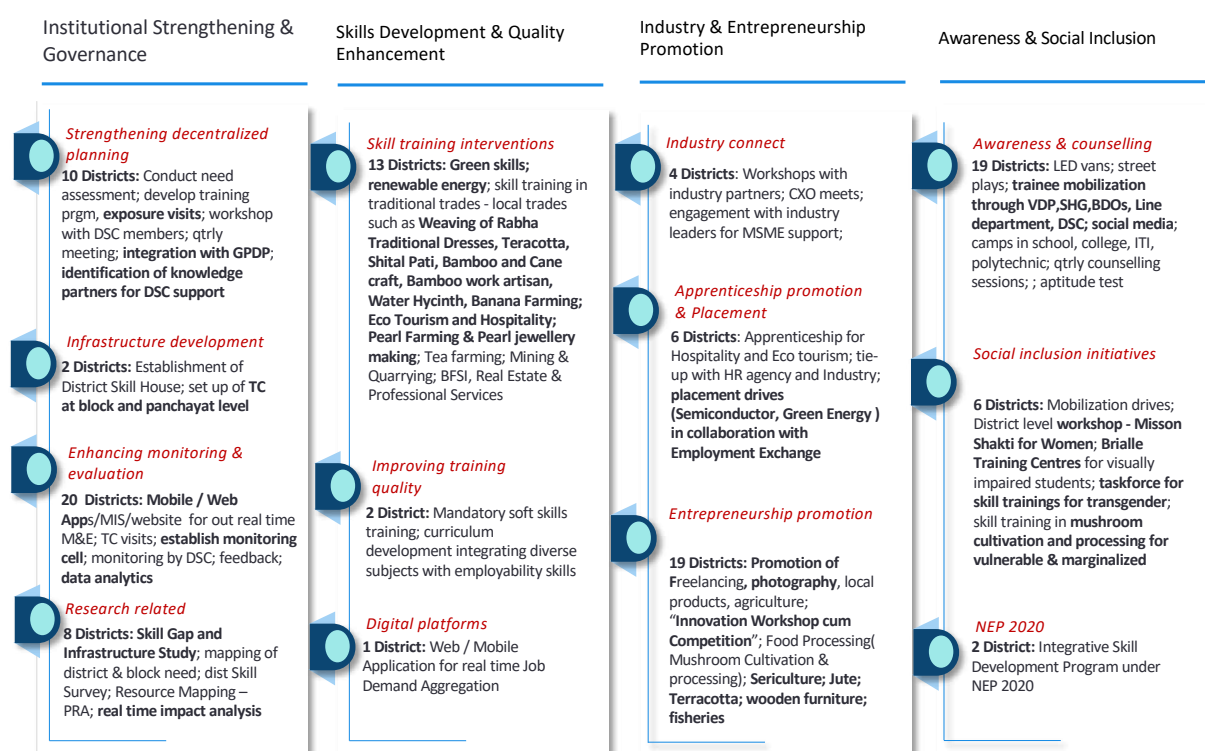 Institutional Strengthening &
Governance
Strengthening decentralized
planning
10 Districts: Conduct need
assessment; develop training
prgm, exposure visits; workshop
with DSC members; qtrly
meeting; integration with GPDP;
identification of knowledge
partners for DSC support
Infrastructure development
2 Districts: Establishment of
District Skill House; set up of TC
at block and panchayat level
Enhancing monitoring &
evaluation
20 Districts: Mobile / Web
Apps/MIS/website for out real time
M&E; TC visits; establish monitoring
cell; monitoring by DSC; feedback;
data analytics
Research related
8 Districts: Skill Gap and
Infrastructure Study; mapping of
district & block need; dist Skill
Survey; Resource Mapping –
PRA; real time impact analysis
Skills Development & Quality
Enhancement
Skill training interventions
13 Districts: Green skills;
renewable energy; skill training in
traditional trades - local trades
such as Weaving of Rabha
Traditional Dresses, Teracotta,
Shital Pati, Bamboo and Cane
craft, Bamboo work artisan,
Water Hycinth, Banana Farming;
Eco Tourism and Hospitality;
Pearl Farming & Pearl jewellery
making; Tea farming; Mining &
Quarrying; BFSI, Real Estate &
Professional Services
Improving training
quality
2 District: Mandatory soft skills
training; curriculum
development integrating diverse
subjects with employability skills
Digital platforms
1 District: Web / Mobile
Application for real time Job
Demand Aggregation
Industry & Entrepreneurship
Promotion
Industry connect
4 Districts: Workshops with
industry partners; CXO meets;
engagement with industry
leaders for MSME support;
Apprenticeship promotion
& Placement
6 Districts: Apprenticeship for
Hospitality and Eco tourism; tie-
up with HR agency and Industry;
placement drives
(Semiconductor, Green Energy )
in collaboration with
Employment Exchange
Entrepreneurship promotion
19 Districts: Promotion of
Freelancing, photography, local
products, agriculture;
“Innovation Workshop cum
Competition”; Food Processing(
Mushroom Cultivation &
processing); Sericulture; Jute;
Terracotta; wooden furniture;
fisheries
Awareness & Social Inclusion
Awareness & counselling
19 Districts: LED vans; street
plays; trainee mobilization
through VDP,SHG,BDOs, Line
department, DSC; social media;
camps in school, college, ITI,
polytechnic; qtrly counselling
sessions; ; aptitude test
Social inclusion initiatives
6 Districts: Mobilization drives;
District level workshop - Misson
Shakti for Women; Brialle
Training Centres for visually
impaired students; taskforce for
skill trainings for transgender;
skill training in mushroom
cultivation and processing for
vulnerable & marginalized
NEP 2020
2 District: Integrative Skill
Development Program under
NEP 2020